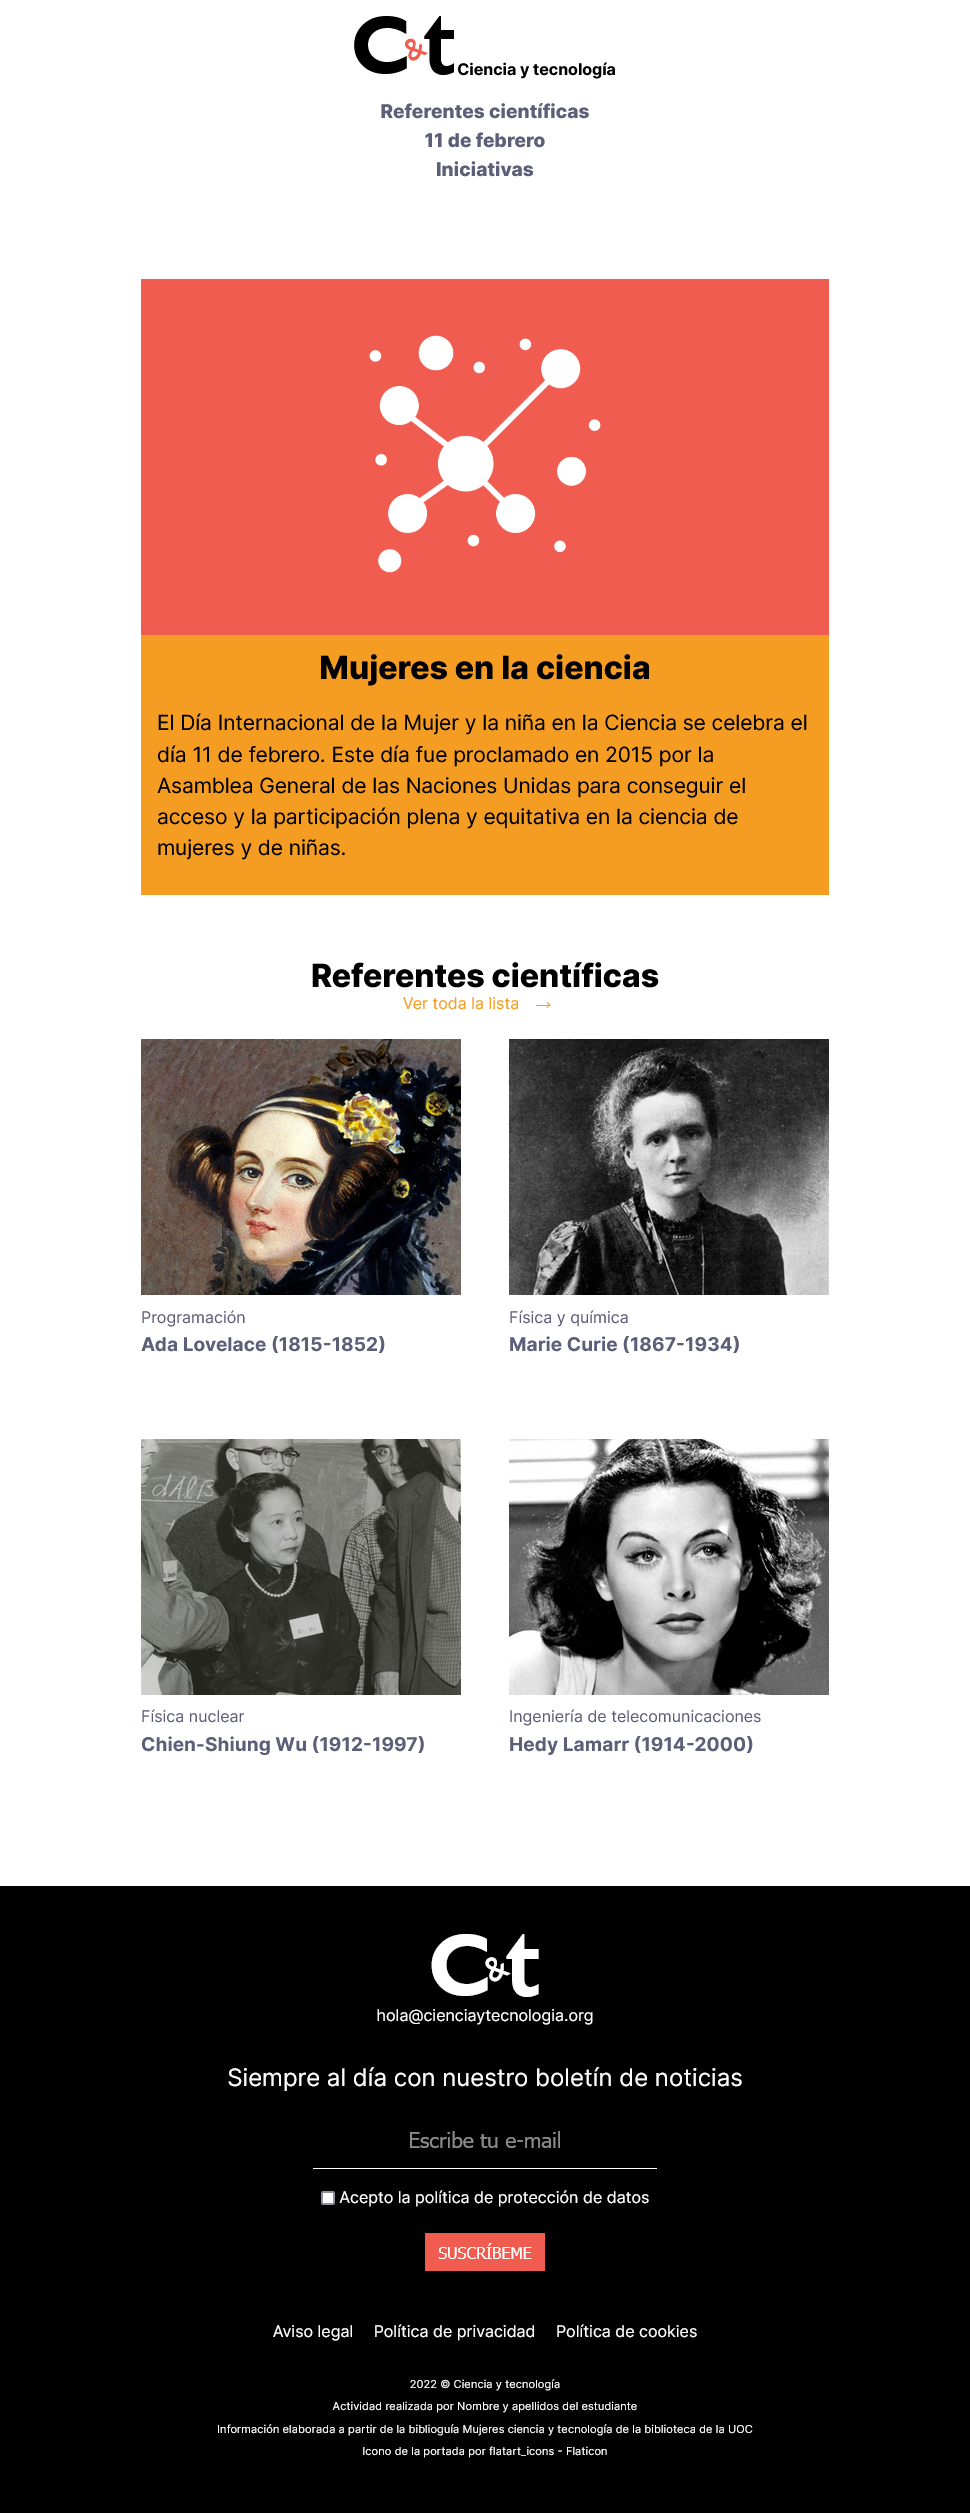 C&t Ciencia y tecnología
Referentes científicas
11 de febrero
Iniciativas
Mujeres en la ciencia
El Día Internacional de la Mujer y la niña en la Ciencia se celebra el
día 11 de febrero. Este día fue proclamado en 2015 por la
Asamblea General de las Naciones Unidas para conseguir el
acceso y la participación plena y equitativa en la ciencia de
mujeres y de niñas.
Referentes científicas
Ver toda la lista →
Programación
Ada Lovelace (1815-1852)
Física y química
Marie Curie (1867-1934)
Física nuclear
Chien-Shiung Wu (1912-1997)
Ingeniería de telecomunicaciones
Hedy Lamarr (1914-2000)
C&t
hola@cienciaytecnologia.org
Siempre al día con nuestro boletín de noticias
Escribe tu e-mail
Acepto la política de protección de datos
SUSCRÍBEME
Aviso legal Política de privacidad Política de cookies
2022 © Ciencia y tecnología
Actividad realizada por Nombre y apellidos del estudiante
Información elaborada a partir de la biblioguía Mujeres ciencia y tecnología de la biblioteca de la UOC
Icono de la portada por flatart_icons - Flaticon